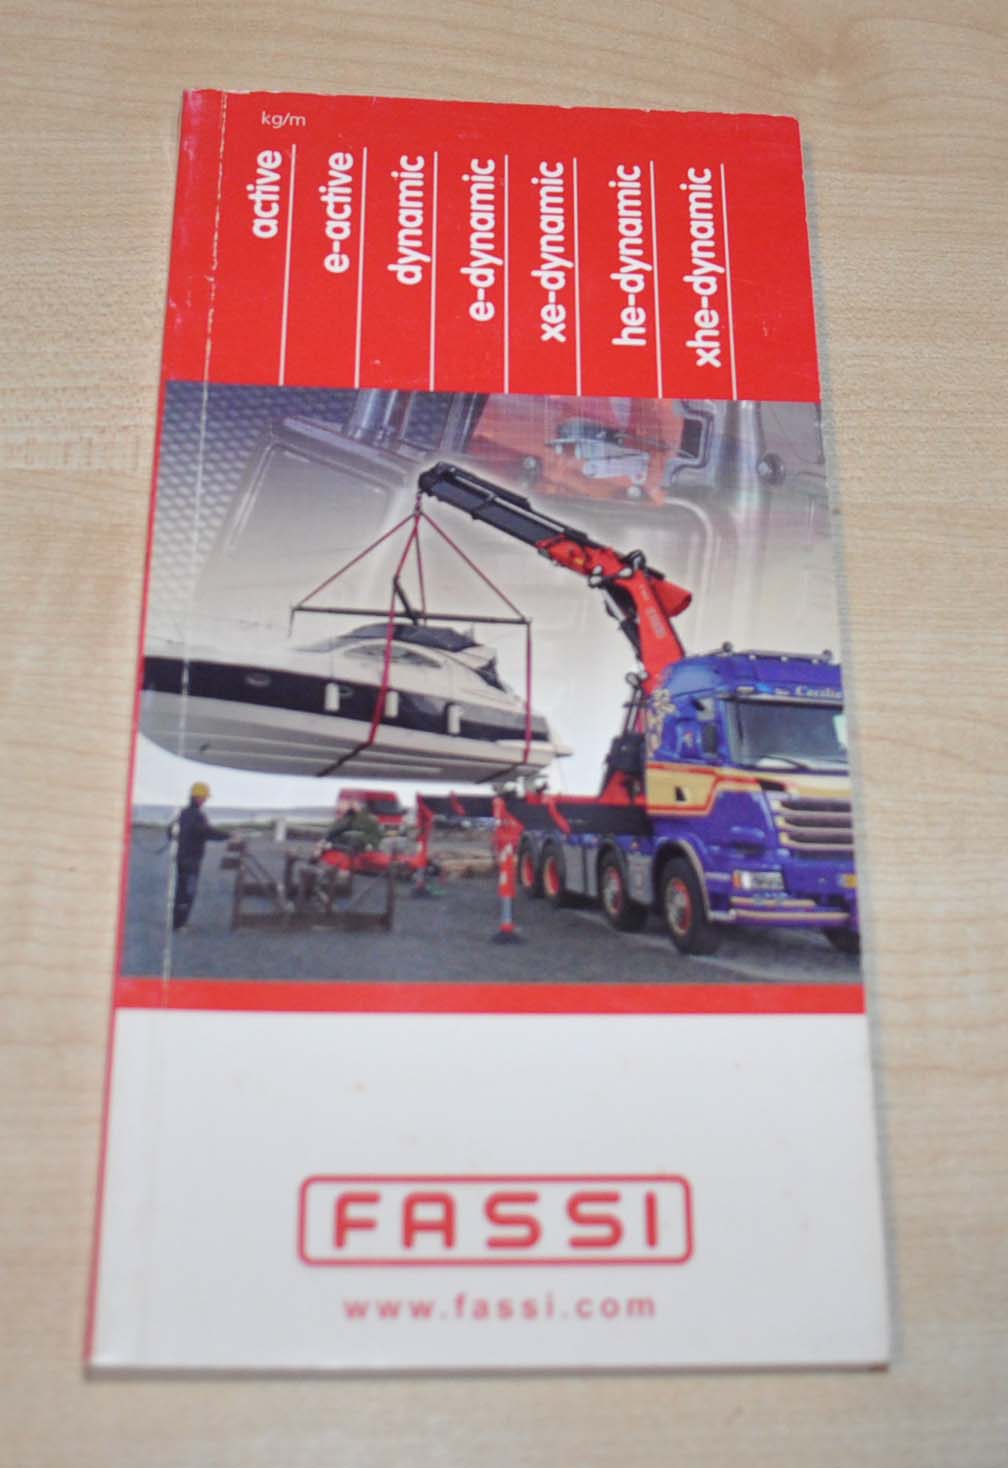 kg/m
active
e-active
dynamic
e-dynamic
xe-dynamic
he-dynamic
xhe-dynamic
FASSI
www.fassi.com